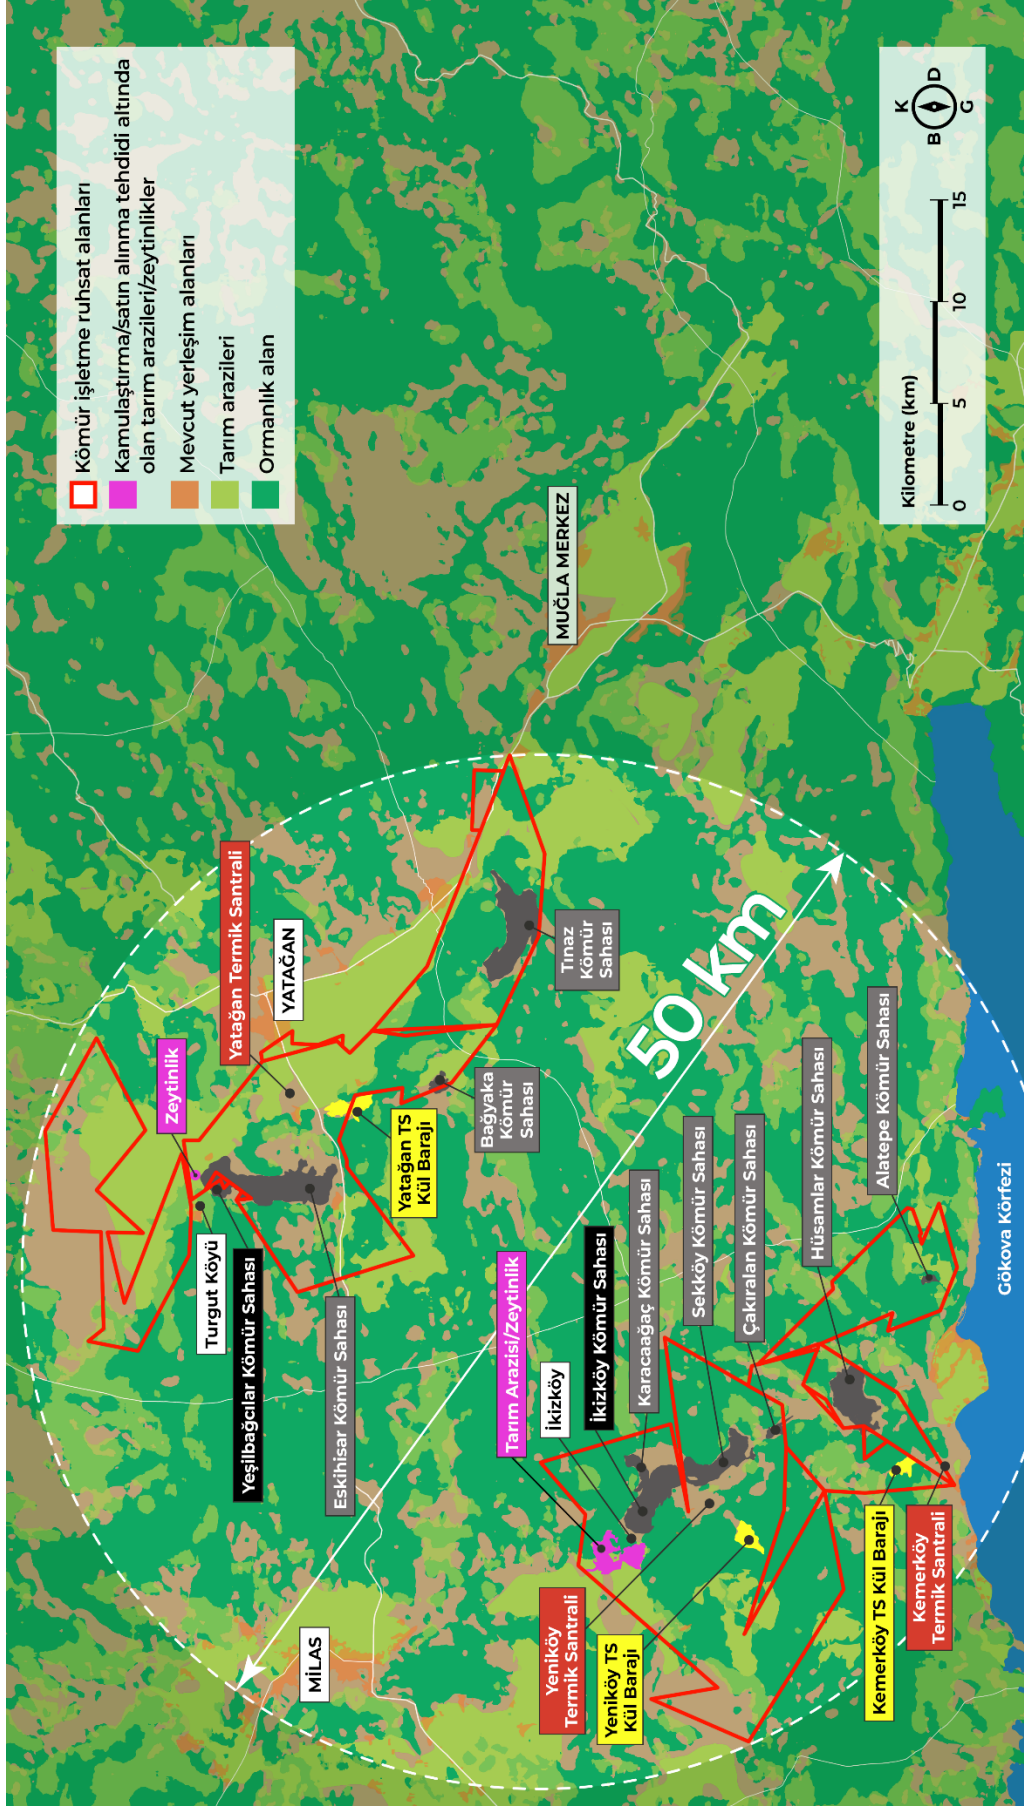 Kömür işletme ruhsat alanları
Kamulaştırma/satın alınma tehdidi altında
olan tarım arazileri/zeytinlikler
Mevcut yerleşim alanları
Tarım arazileri
Ormanlık alan
Zeytinlik
Turgut Köyü
Yeşilbağcılar Kömür Sahası
Yatağan Termik Santrali
YATAĞAN
MİLAS
Eskihisar Kömür Sahası
Yatağan TS
Kül Barajı
Bağyaka
Kömür
Sahası
Tınaz
Kömür
Sahası
MUĞLA MERKEZ
50 km
Tarım Arazisi/Zeytinlik
İkizköy
İkizköy Kömür Sahası
Karacaağaç Kömür Sahası
Sekköy Kömür Sahası
Çakıralan Kömür Sahası
Hüsamlar Kömür Sahası
Alatepe Kömür Sahası
Yeniköy
Termik Santrali
Yeniköy TS
Kül Barajı
Kemerköy TS Kül Barajı
Kemerköy
Termik Santrali
Gökova Körfezi
Kilometre (km)
0 5 10 15
K
B D
G